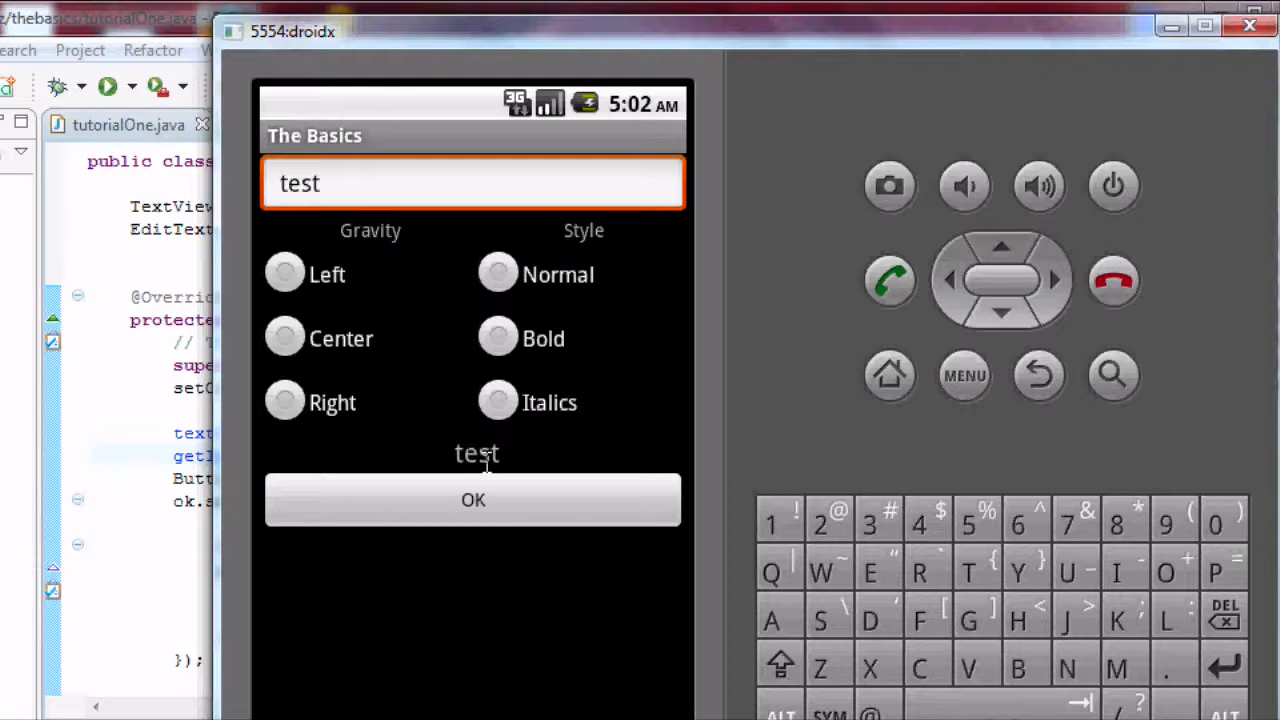 z/thebasics/tutorialOne.java
5554:droidx
earch Project Refactor
tutorialOne.java
public class
TextView
EditText
@Overric
protecte
//
supe
setC
text
getI
Butt
ok.s
});
3G 5:02 AM
The Basics
test
Gravity Style
Left Normal
Center Bold
Right Italics
test
OK
MENU
1 ! 2 @ 3 # 4 $ 5 % 6 ^ 7 & 8 * 9 ( 0 )
Q | W ~ E “ R ` T { Y } U _ I - O + P =
A S \ D ‘ F [ G ] H < J > K ; L : DEL
Z X C V B N M .
ALT SYM @ / ? ALT